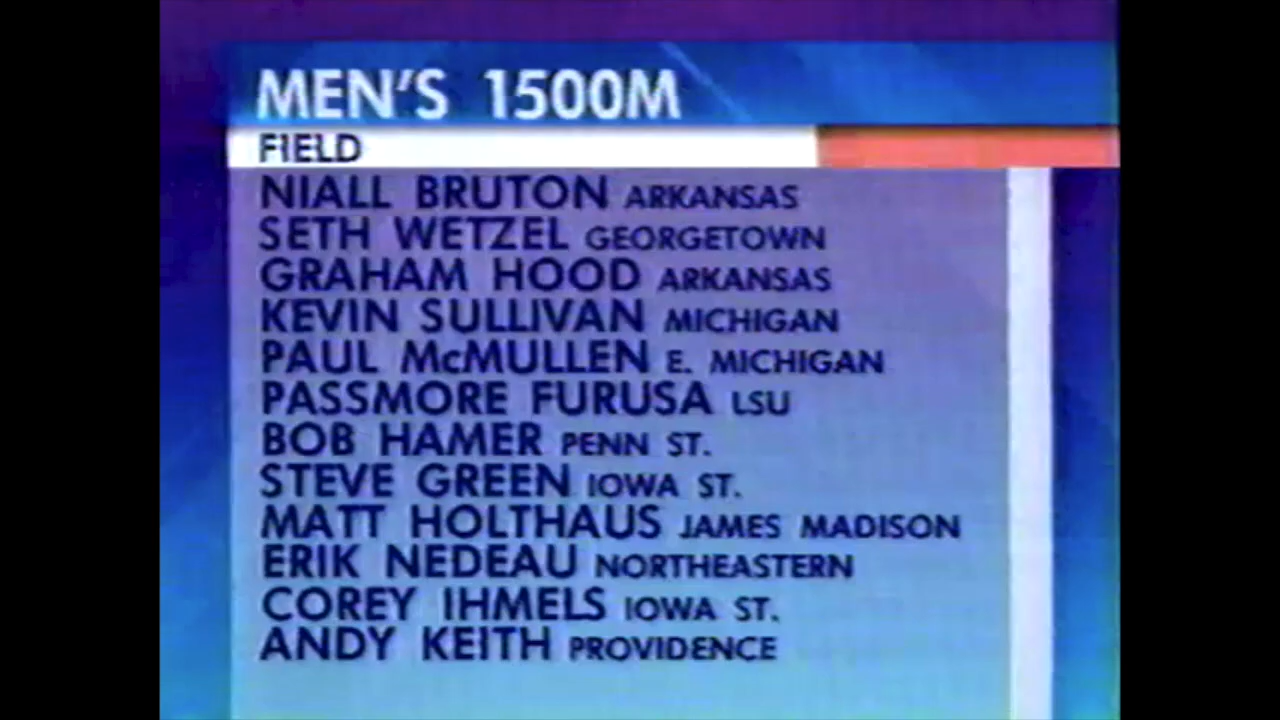 MEN'S 1500M
FIELD
NIALL BRUTON ARKANSAS
SETH WETZEL GEORGETOWN
GRAHAM HOOD ARKANSAS
KEVIN SULLIVAN MICHIGAN
PAUL McMULLEN E. MICHIGAN
PASSMORE FURUSA LSU
BOB HAMER PENN ST.
STEVE GREEN IOWA ST.
MATT HOLTHAUS JAMES MADISON
ERIK NEDEAU NORTHEASTERN
COREY IHMELS IOWA ST.
ANDY KEITH PROVIDENCE